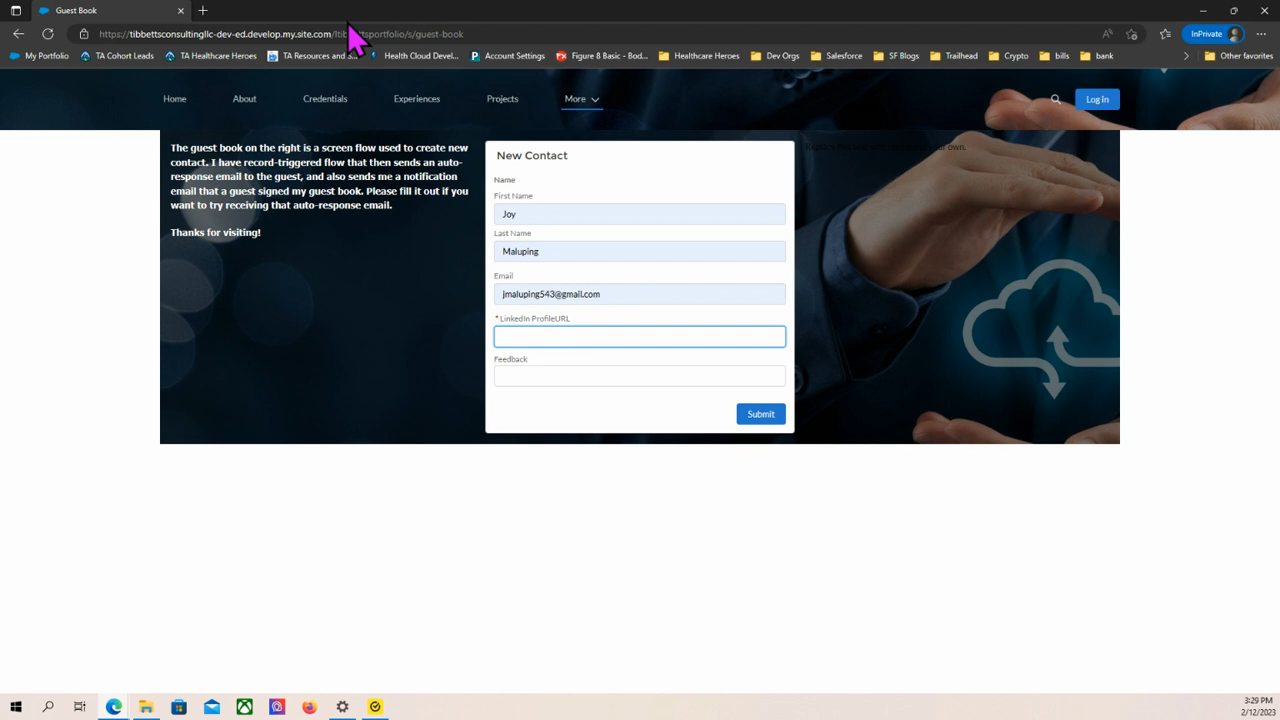 Guest Book
https://tibbettsconsultingllc-dev-ed.develop.my.site.com/ltib sportfolio/s/guest-book
InPrivate
My Portfolio
TA Cohort Leads
TA Healthcare Heroes
TA Resources and S...
Health Cloud Devel...
Account Settings
Figure 8 Basic - Bod...
Healthcare Heroes
Dev Orgs
Salesforce
SF Blogs
Trailhead
Crypto
bills
bank
Other favorites
Home
About
Credentials
Experiences
Projects
More
Log in
The guest book on the right is a screen flow used to create new
contact. I have record-triggered flow that then sends an auto-
response email to the guest, and also sends me a notification
email that a guest signed my guest book. Please fill it out if you
want to try receiving that auto-response email.
Thanks for visiting!
New Contact
Name
First Name
Joy
Last Name
Maluping
Email
jmaluping543@gmail.com
* LinkedIn ProfileURL
Feedback
Submit
own.
3:29 PM
2/12/2023